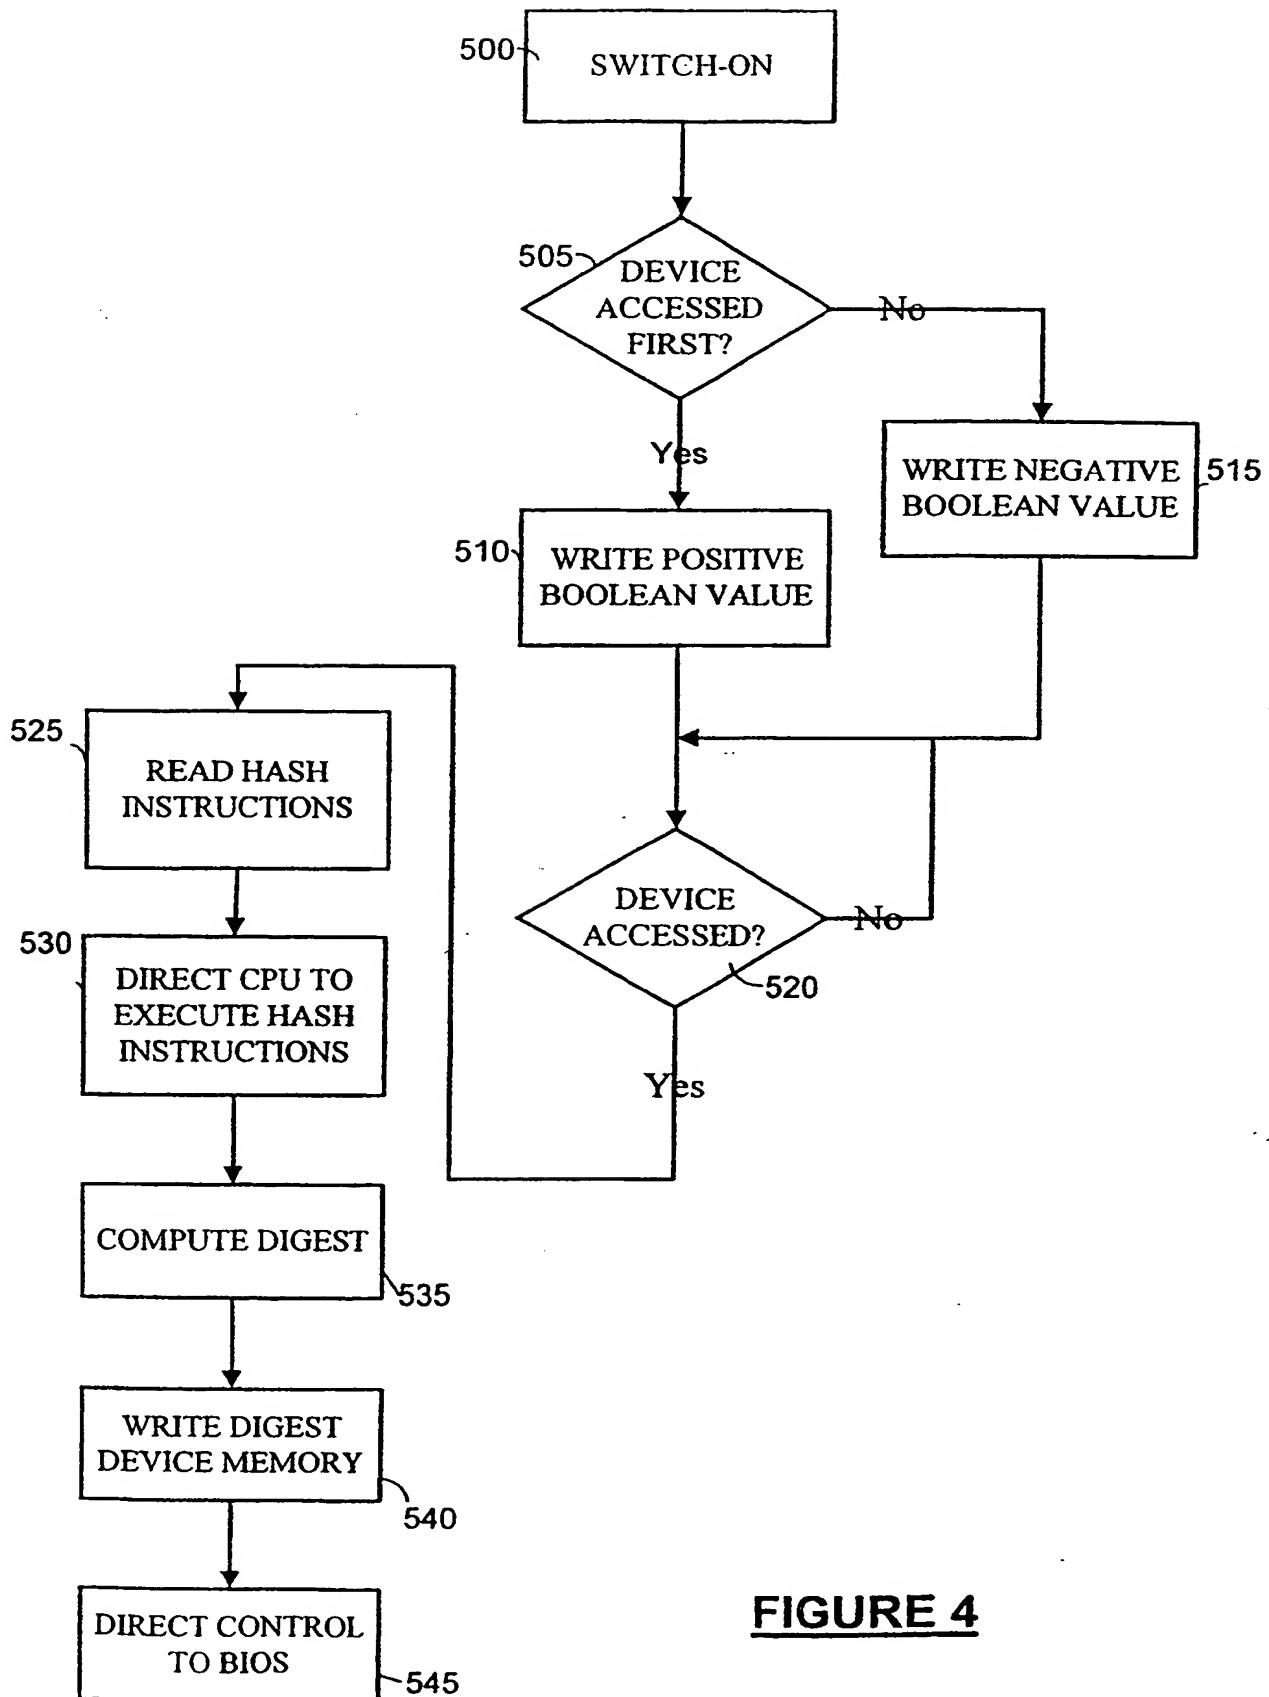 500
SWITCH-ON
505
DEVICE
ACCESSED
FIRST?
No
Yes
WRITE NEGATIVE
BOOLEAN VALUE
515
510
WRITE POSITIVE
BOOLEAN VALUE
525
READ HASH
INSTRUCTIONS
DEVICE
ACCESSED?
No
520
Yes
530
DIRECT CPU TO
EXECUTE HASH
INSTRUCTIONS
COMPUTE DIGEST
535
WRITE DIGEST
DEVICE MEMORY
540
DIRECT CONTROL
TO BIOS
545
FIGURE 4